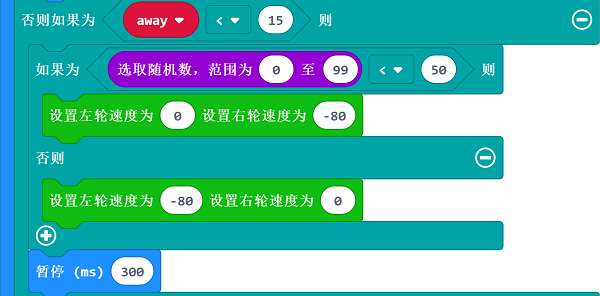 否则如果为 away < 15 则
如果为 选取随机数，范围为 0 至 99 < 50 则
设置左轮速度为 0 设置右轮速度为 -80
否则
设置左轮速度为 -80 设置右轮速度为 0
暂停 (ms) 300